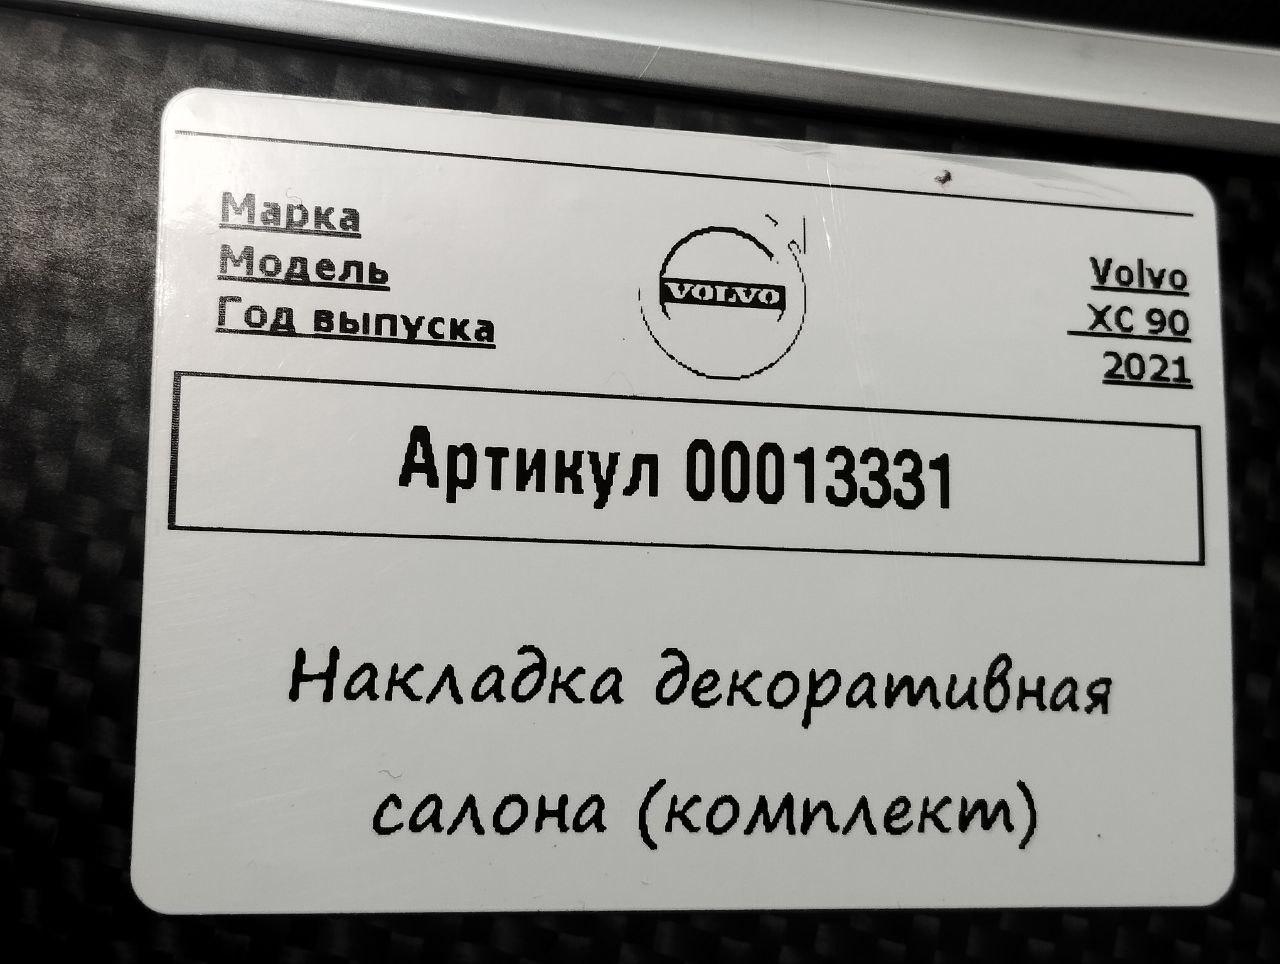 Марка
Модель
Год выпуска
VOLVO
Volvo
XC 90
2021
Артикул 00013331
Накладка декоративная
салона (комплект)